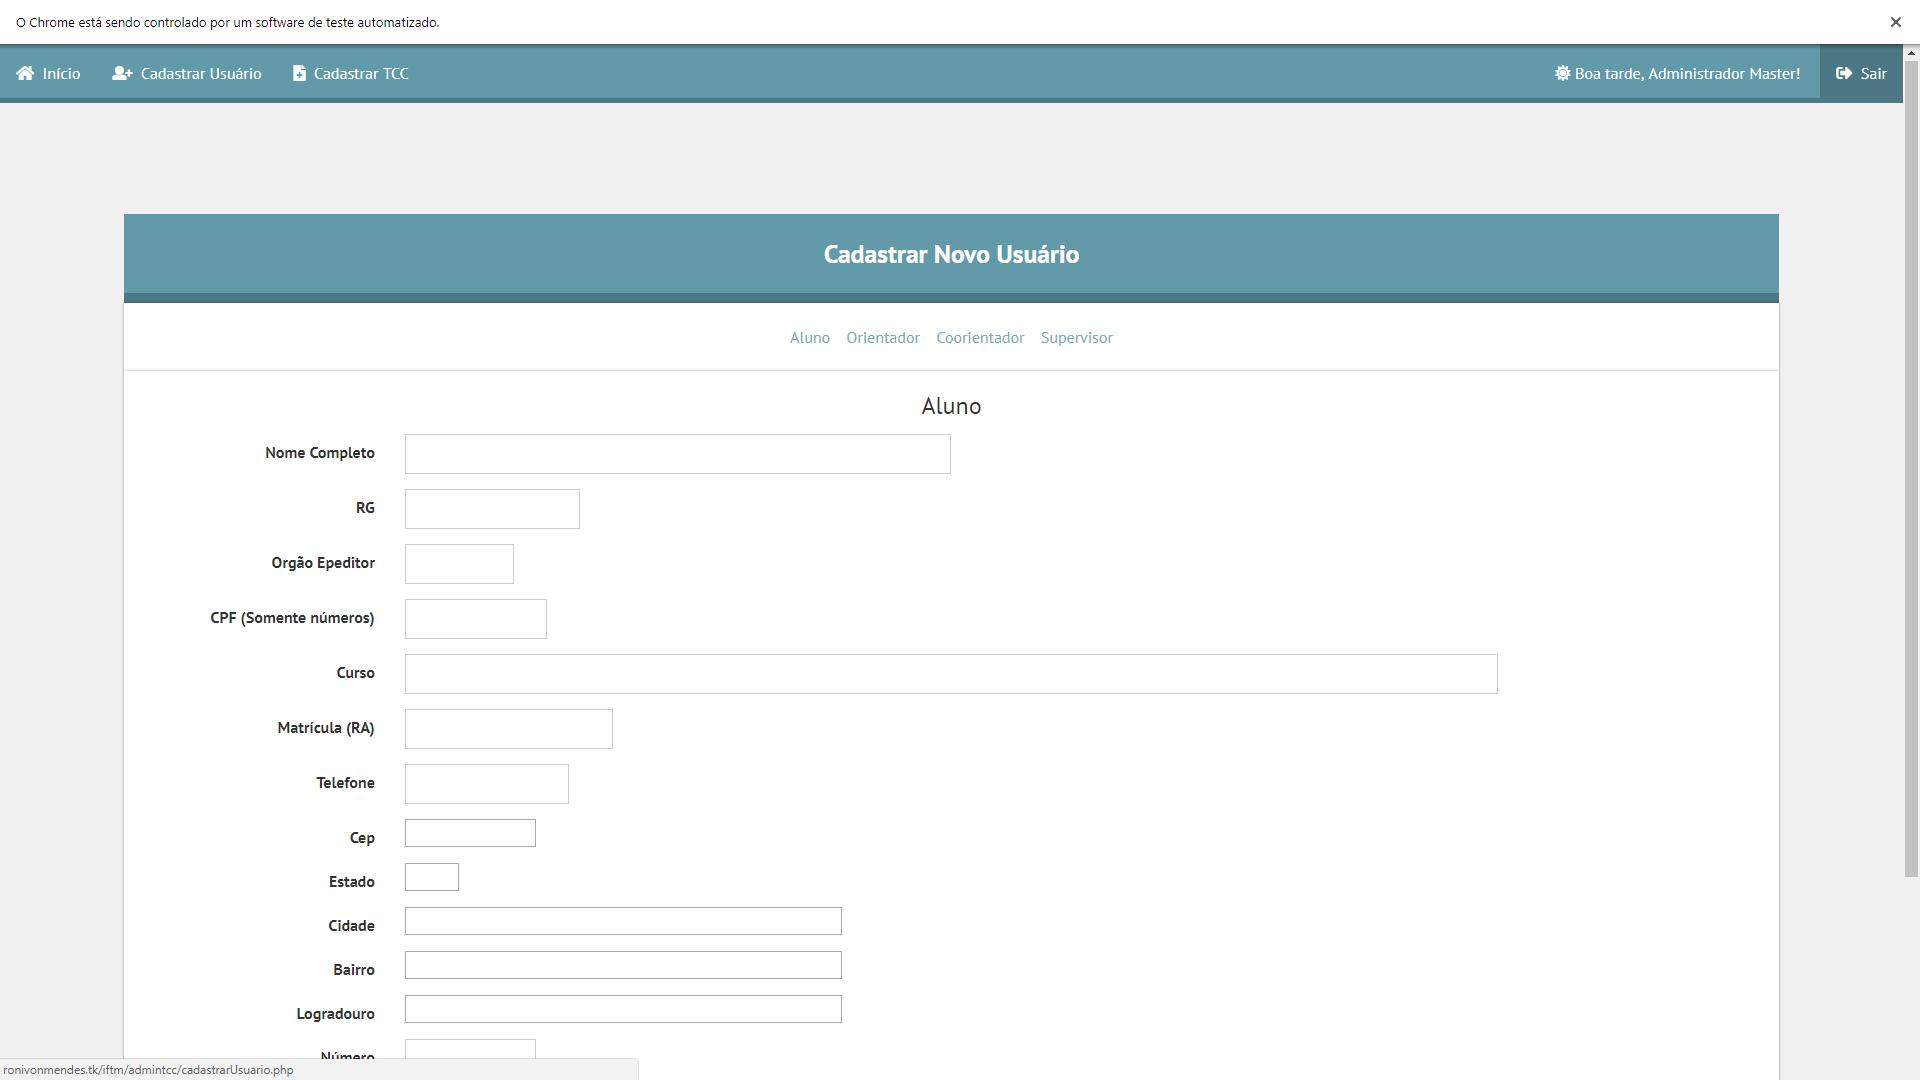 O Chrome está sendo controlado por um software de teste automatizado.
Início
Cadastrar Usuário
Cadastrar TCC
Boa tarde, Administrador Master!
Sair
Cadastrar Novo Usuário
Aluno Orientador Coorientador Supervisor
Aluno
Nome Completo
RG
Orgão Epeditor
CPF (Somente números)
Curso
Matrícula (RA)
Telefone
Cep
Estado
Cidade
Bairro
Logradouro
Número
ronivonmendes.tk/iftm/admintcc/cadastrarUsuario.php